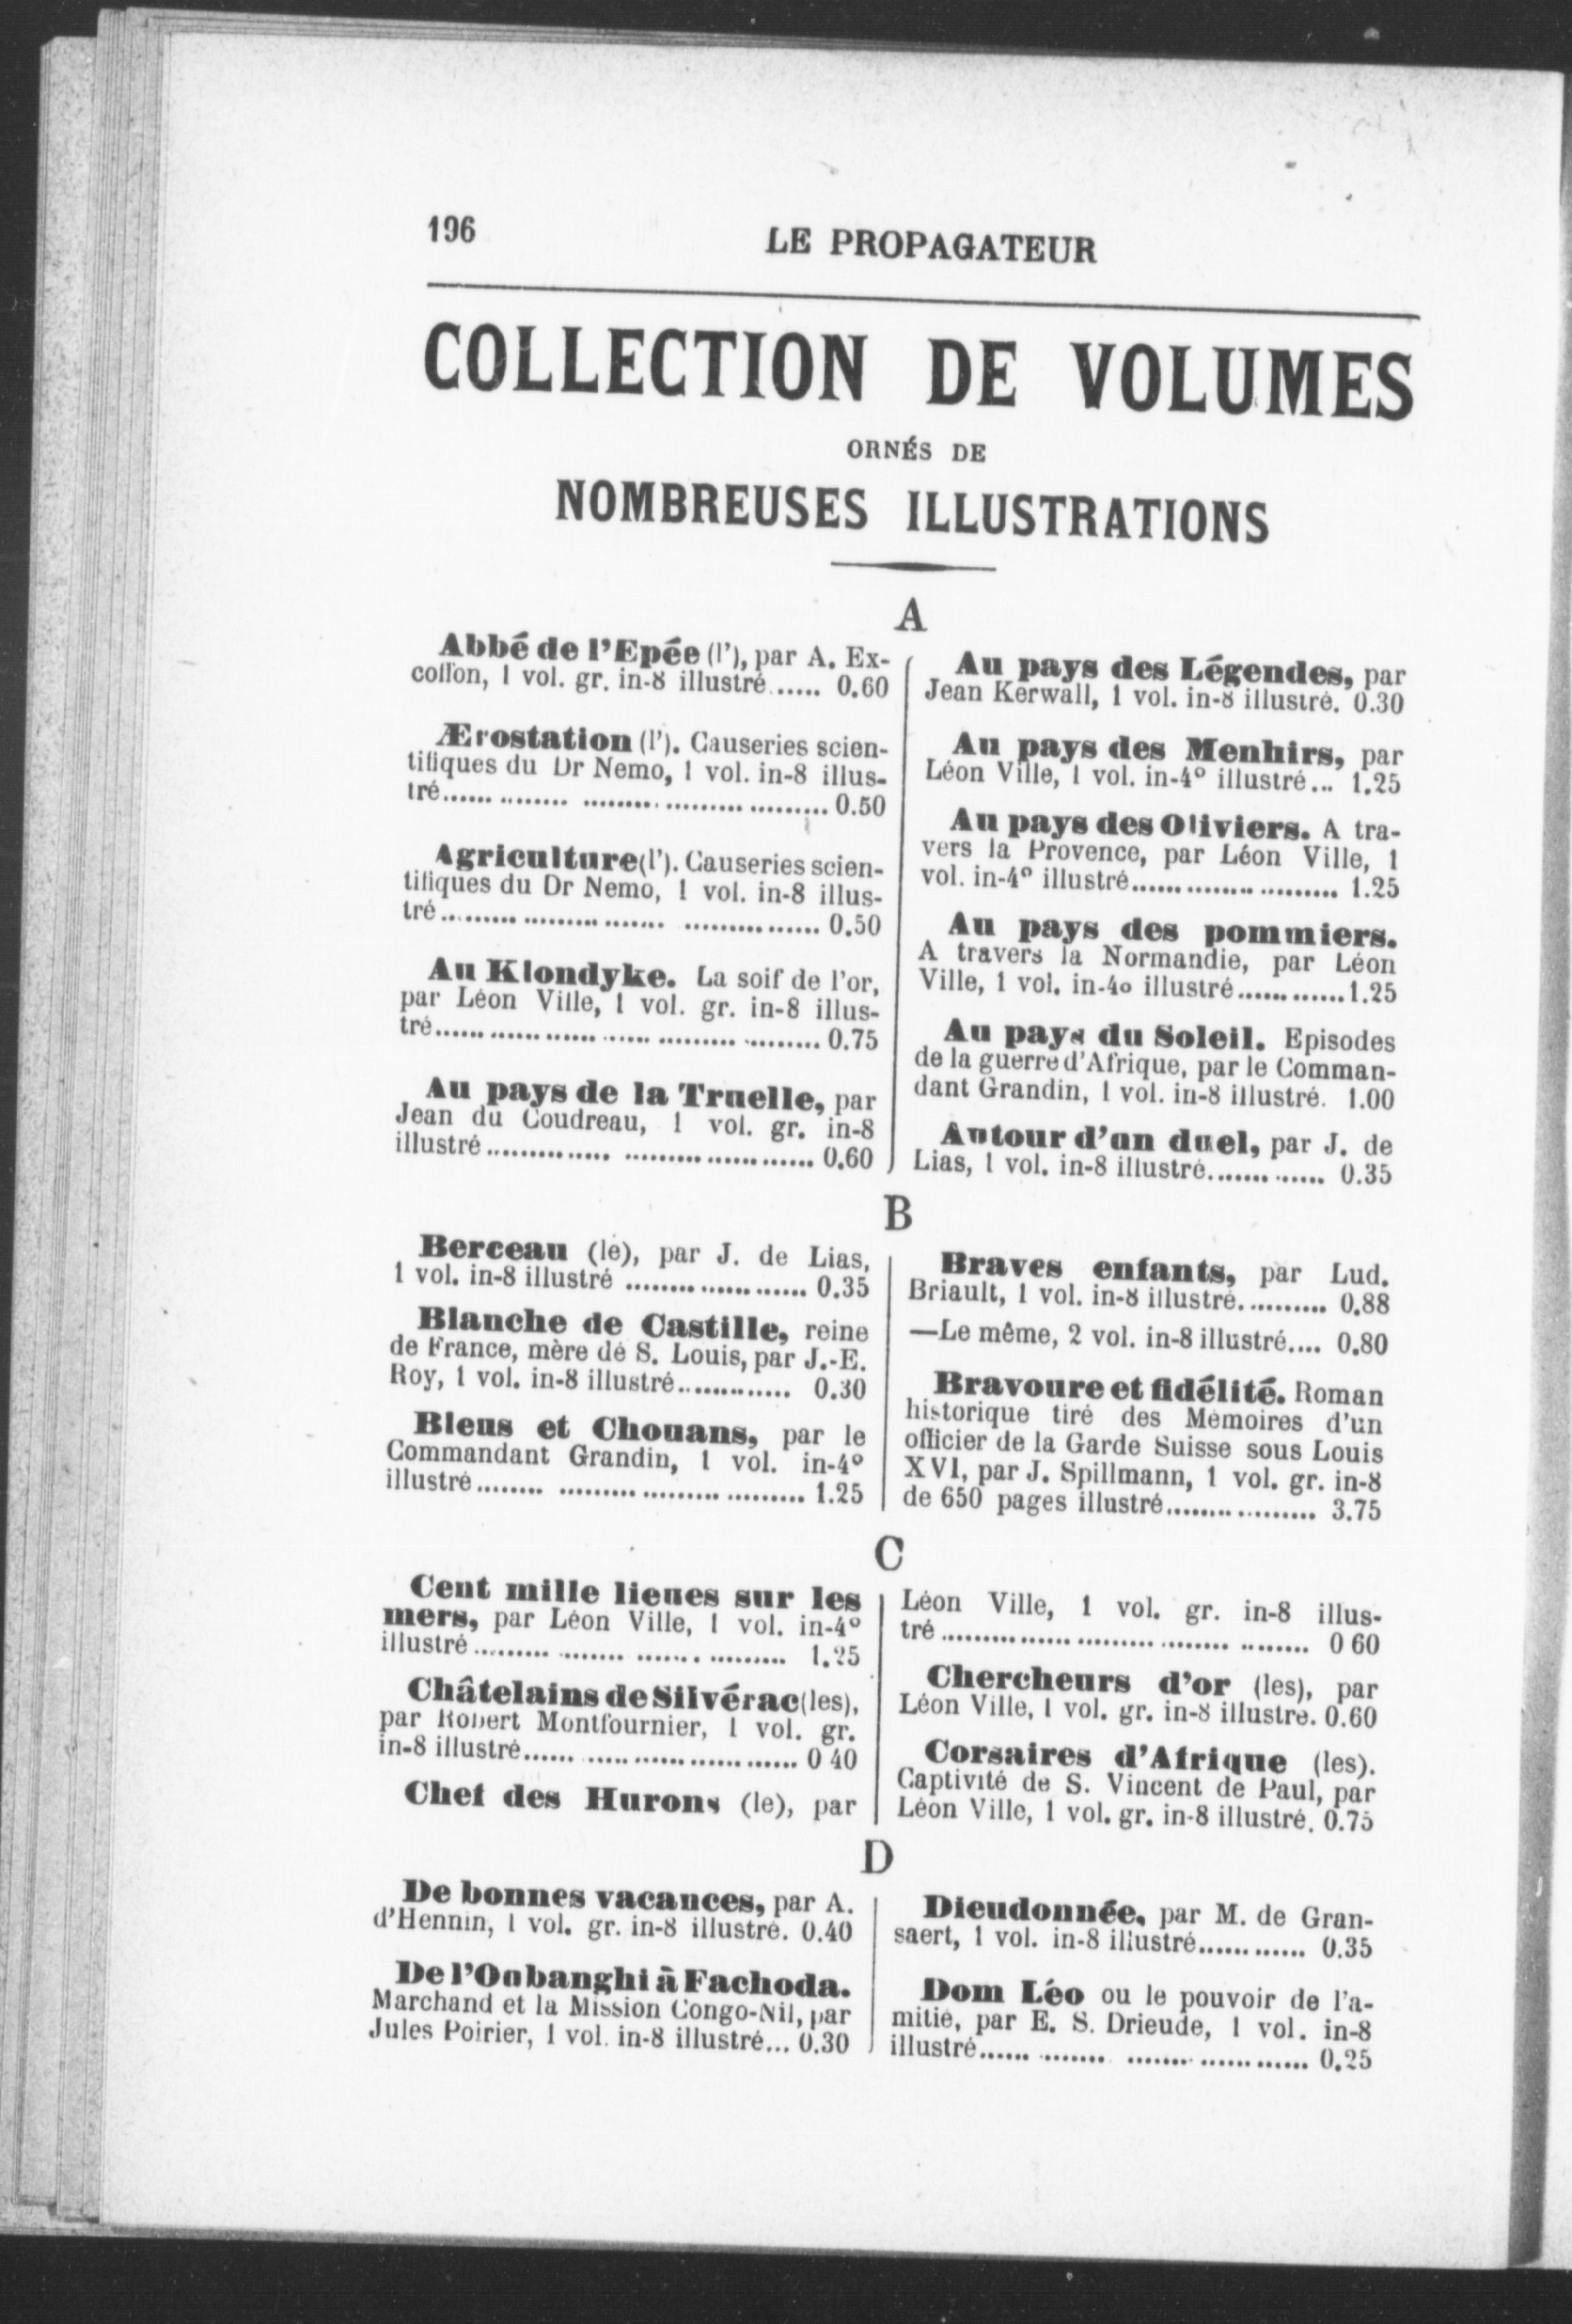 196
LE PROPAGATEUR
COLLECTION DE VOLUMES
ORNÉS DE
NOMBREUSES ILLUSTRATIONS
A
Abbé de l'Epée (l'), par A. Ex-
coffon, 1 vol. gr. in-8 illustré...... 0.60
Ærostation (l'). Causeries scien-
tifiques du Dr Nemo, 1 vol. in-8 illus-
tré...... ........ ......... ......... ......... 0.50
Agriculture(l'). Causeries scien-
tifiques du Dr Nemo, 1 vol. in-8 illus-
tré......... ......... ....... ................ 0.50
Au Klondyke. La soif de l'or,
par Léon Ville, 1 vol. gr. in-8 illus-
tré...... ......... ...... ......... ......... 0.75
Au pays de la Truelle, par
Jean du Coudreau, 1 vol. gr. in-8
illustré............... ....................... 0.60
Au pays des Légendes, par
Jean Kerwall, 1 vol. in-8 illustré. 0.30
Au pays des Menhirs, par
Léon Ville, 1 vol. in-4º illustré... 1.25
Au pays des Oliviers. A tra-
vers la Provence, par Léon Ville, 1
vol. in-4º illustré............... ......... 1.25
Au pays des pommiers.
A travers la Normandie, par Léon
Ville, 1 vol. in-4o illustré............. 1.25
Au pays du Soleil. Episodes
de la guerre d'Afrique, par le Comman-
dant Grandin, 1 vol. in-8 illustré. 1.00
Autour d'un duel, par J. de
Lias, 1 vol. in-8 illustré.............. 0.35
B
Berceau (le), par J. de Lias,
1 vol. in-8 illustré ...................... 0.35
Blanche de Castille, reine
de France, mère de S. Louis, par J.-E.
Roy, 1 vol. in-8 illustré.............. 0.30
Bleus et Chouans, par le
Commandant Grandin, 1 vol. in-4º
illustré........ ......... ......... ......... 1.25
Braves enfants, par Lud.
Briault, 1 vol. in-8 illustré........... 0.88
—Le même, 2 vol. in-8 illustré.... 0.80
Bravoure et fidélité. Roman
historique tiré des Mémoires d'un
officier de la Garde Suisse sous Louis
XVI, par J. Spillmann, 1 vol. gr. in-8
de 650 pages illustré.................. 3.75
C
Cent mille lieues sur les
mers, par Léon Ville, 1 vol. in-4º
illustré......... ........ ........ ......... 1.25
Châtelains de Silvérac(les),
par Robert Montfournier, 1 vol. gr.
in-8 illustré...... ........................ 0 40
Chef des Hurons (le), par
Léon Ville, 1 vol. gr. in-8 illus-
tré ............... ......... ........ ........ 0 60
Chercheurs d'or (les), par
Léon Ville, 1 vol. gr. in-8 illustré. 0.60
Corsaires d'Afrique (les).
Captivité de S. Vincent de Paul, par
Léon Ville, 1 vol. gr. in-8 illustré. 0.75
D
De bonnes vacances, par A.
d'Hennin, 1 vol. gr. in-8 illustré. 0.40
De l'Oubanghi à Fachoda.
Marchand et la Mission Congo-Nil, par
Jules Poirier, 1 vol. in-8 illustré... 0.30
Dieudonnée, par M. de Gran-
saert, 1 vol. in-8 illustré............. 0.35
Dom Léo ou le pouvoir de l'a-
mitié, par E. S. Drieude, 1 vol. in-8
illustré...... ........ ........ ............. 0.25